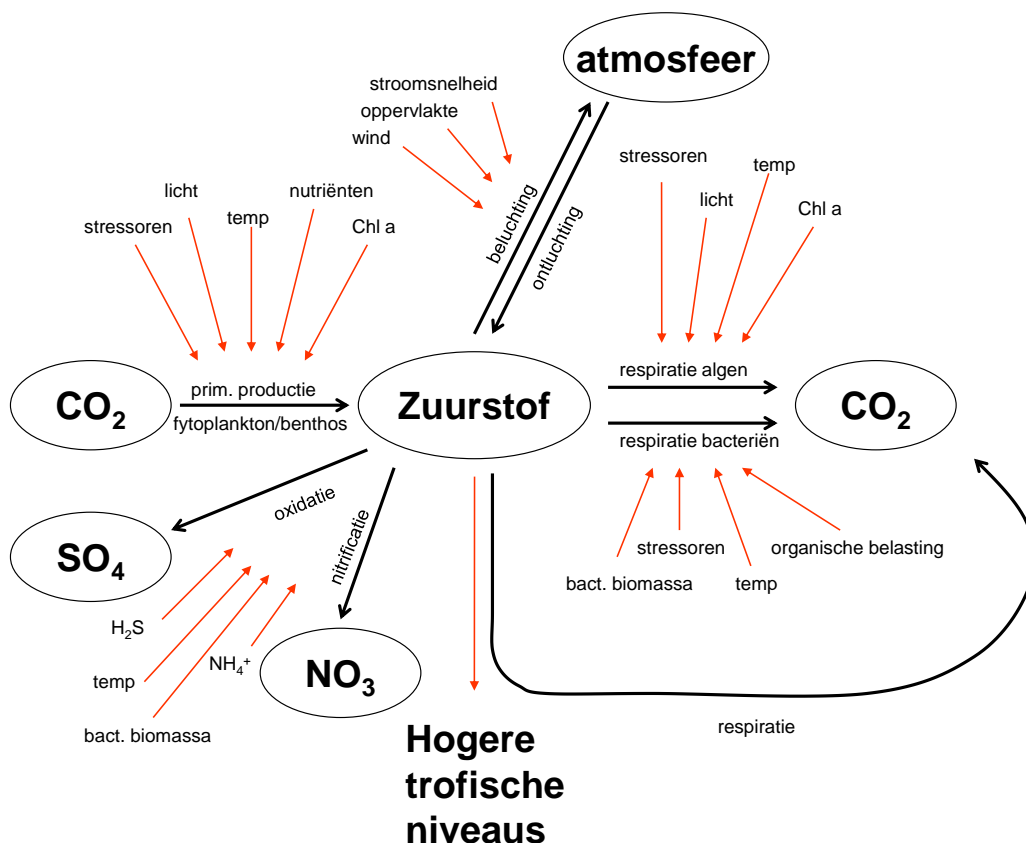 atmosfeer
stroomsnelheid
oppervlakte
wind
stressoren
temp
licht
nutriënten
licht
temp
stressoren
Chl a
Chl a
beluchting
ontluchting
CO₂
prim. productie
fytoplankton/benthos
Zuurstof
respiratie algen
respiratie bacteriën
CO₂
oxidatie
nitrificatie
SO₄
stressoren
organische belasting
bact. biomassa
temp
H₂S
NH₄⁺
temp
NO₃
bact. biomassa
respiratie
Hogere
trofische
niveaus